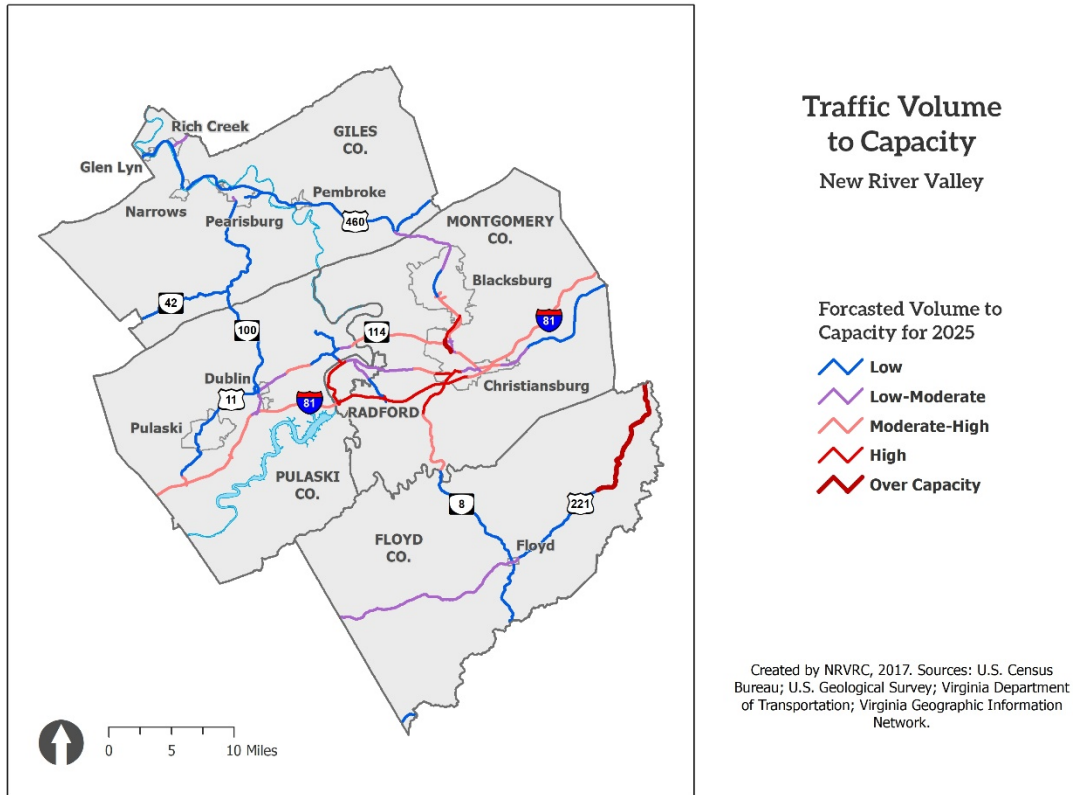 Traffic Volume
to Capacity
New River Valley
Rich Creek
GILES
CO.
Glen Lyn
Narrows
Pearisburg
Pembroke
460
MONTGOMERY
CO.
Blacksburg
42
100
114
81
Dublin
11
81
Christiansburg
RADFORD
Pulaski
PULASKI
CO.
8
221
FLOYD
CO.
Floyd
Forcasted Volume to
Capacity for 2025
Low
Low-Moderate
Moderate-High
High
Over Capacity
0 5 10 Miles
Created by NRVRC, 2017. Sources: U.S. Census
Bureau; U.S. Geological Survey; Virginia Department
of Transportation; Virginia Geographic Information
Network.